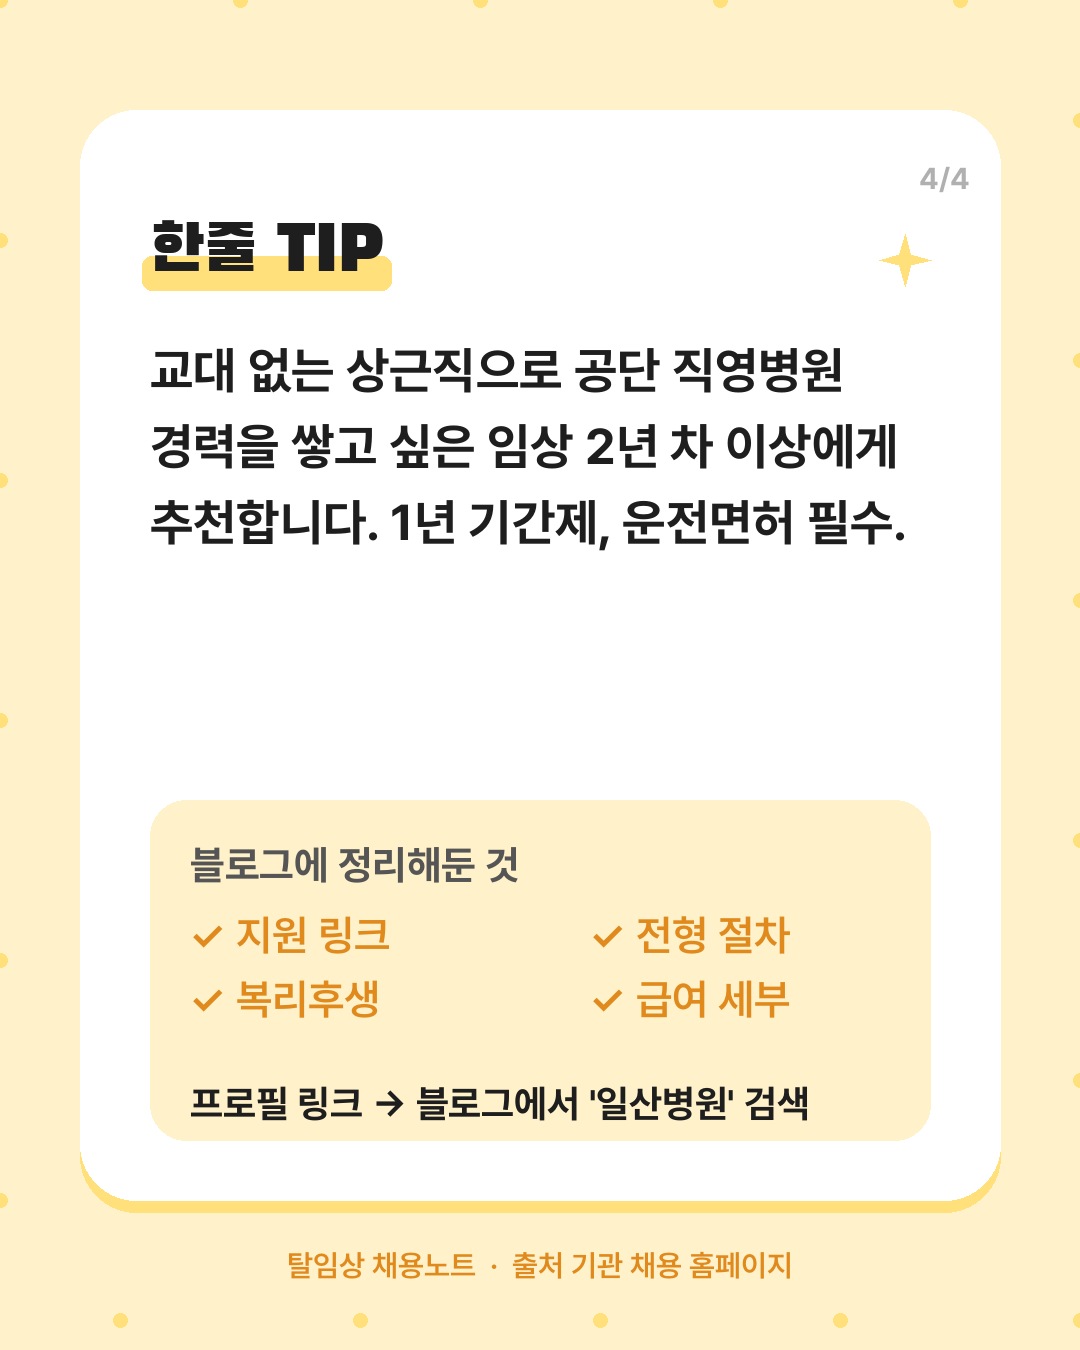 4/4
한줄 TIP
교대 없는 상근직으로 공단 직영병원
경력을 쌓고 싶은 임상 2년 차 이상에게
추천합니다. 1년 기간제, 운전면허 필수.
블로그에 정리해둔 것
✓ 지원 링크
✓ 전형 절차
✓ 복리후생
✓ 급여 세부
프로필 링크 → 블로그에서 '일산병원' 검색
탈임상 채용노트 · 출처 기관 채용 홈페이지